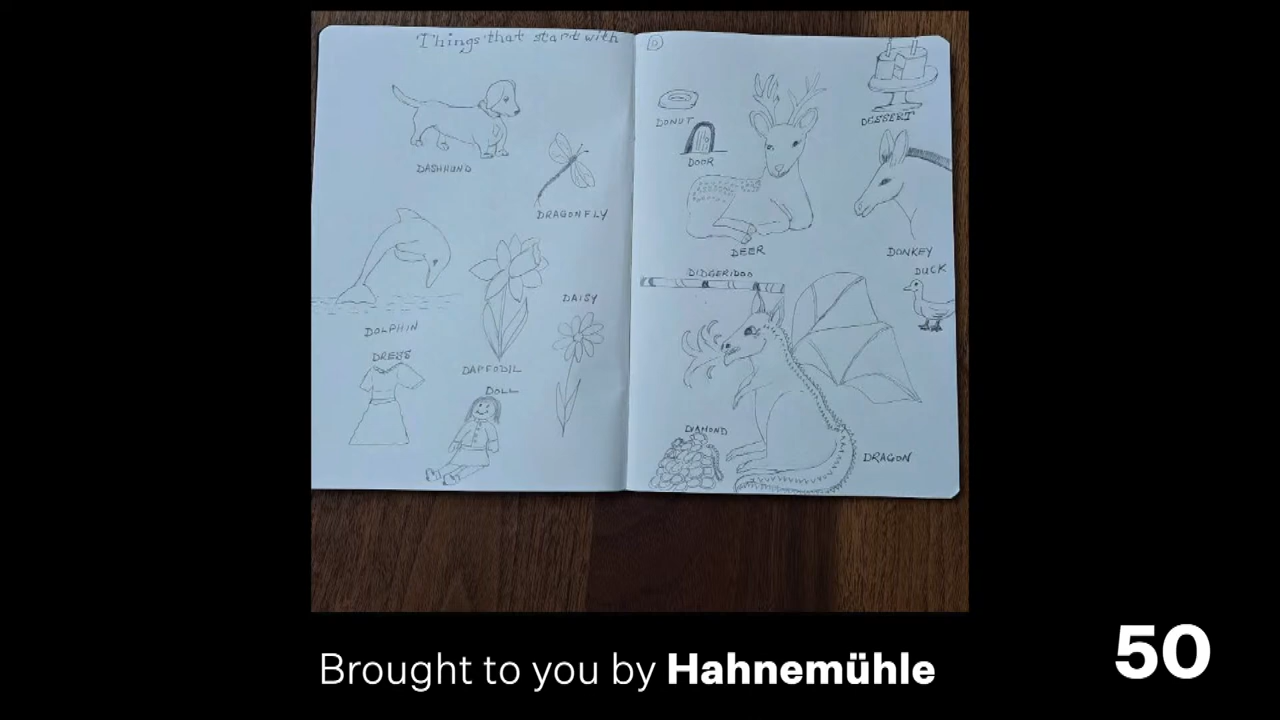 Things that start with D
DASHHUND
DRAGONFLY
DOLPHIN
DRESS
DAFFODIL
DAISY
DOLL
DONUT
DOOR
DEER
DESSERT
DONKEY
DUCK
DIDGERIDOO
DIAMOND
DRAGON
Brought to you by Hahnemühle
50